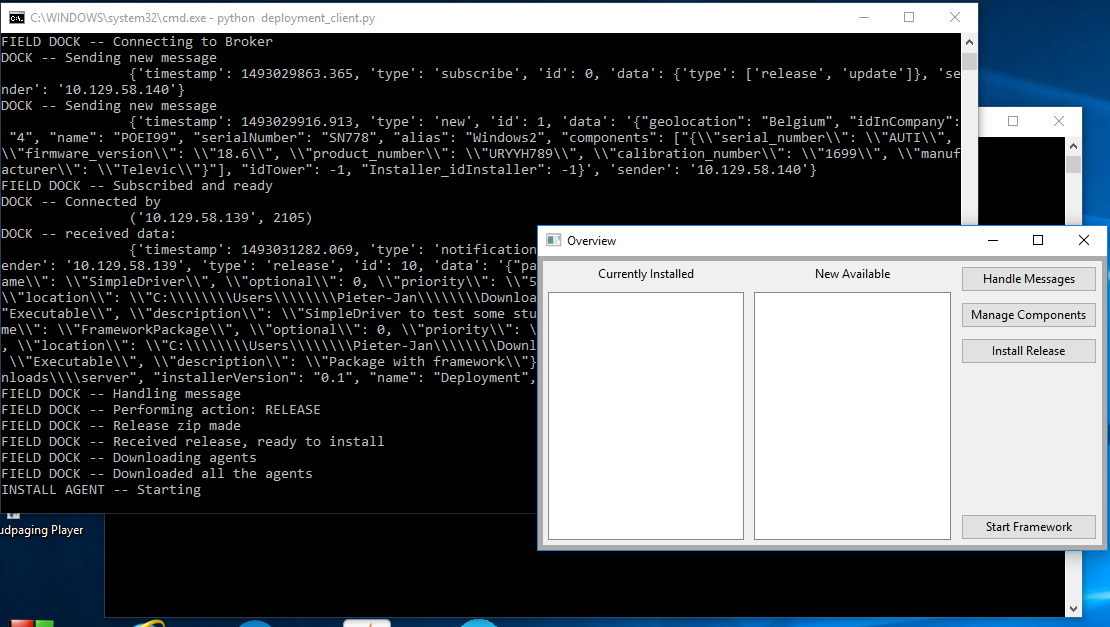 C:\WINDOWS\system32\cmd.exe - python  deployment_client.py
FIELD DOCK -- Connecting to Broker
DOCK -- Sending new message
{'timestamp': 1493029863.365, 'type': 'subscribe', 'id': 0, 'data': {'type': ['release', 'update']}, 'se
nder': '10.129.58.140'}
DOCK -- Sending new message
{'timestamp': 1493029916.913, 'type': 'new', 'id': 1, 'data': '{"geolocation": "Belgium", "idInCompany":
"4", "name": "POEI99", "serialNumber": "SN778", "alias": "Windows2", "components": ["{\\"serial_number\\": \\"AUTI\\",
\\"firmware_version\\": \\"18.6\\", \\"product_number\\": \\"URYYH789\\", \\"calibration_number\\": \\"1699\\", \\"manuf
acturer\\": \\"Televic\\"}"], "idTower": -1, "Installer_idInstaller": -1}', 'sender': '10.129.58.140'}
FIELD DOCK -- Subscribed and ready
DOCK -- Connected by
('10.129.58.139', 2105)
DOCK -- received data:
{'timestamp': 1493031282.069, 'type': 'notification
ender': '10.129.58.139', 'type': 'release', 'id': 10, 'data': '{"pa
ame\\": \\"SimpleDriver\\", \\"optional\\": 0, \\"priority\\": \\"5
\\"location\\": \\"C:\\\\\\\\Users\\\\\\\\Pieter-Jan\\\\\\\\Downloa
"Executable\\", \\"description\\": \\"SimpleDriver to test some stu
me\\": \\"FrameworkPackage\\", \\"optional\\": 0, \\"priority\\": \
, \\"location\\": \\"C:\\\\\\\\Users\\\\\\\\Pieter-Jan\\\\\\\\Downl
\\"Executable\\", \\"description\\": \\"Package with framework\\"}
nloads\\\\server", "installerVersion": "0.1", "name": "Deployment",
FIELD DOCK -- Handling message
FIELD DOCK -- Performing action: RELEASE
FIELD DOCK -- Release zip made
FIELD DOCK -- Received release, ready to install
FIELD DOCK -- Downloading agents
FIELD DOCK -- Downloaded all the agents
INSTALL AGENT -- Starting
Overview
Currently Installed
New Available
Handle Messages
Manage Components
Install Release
Start Framework
udpaging Player